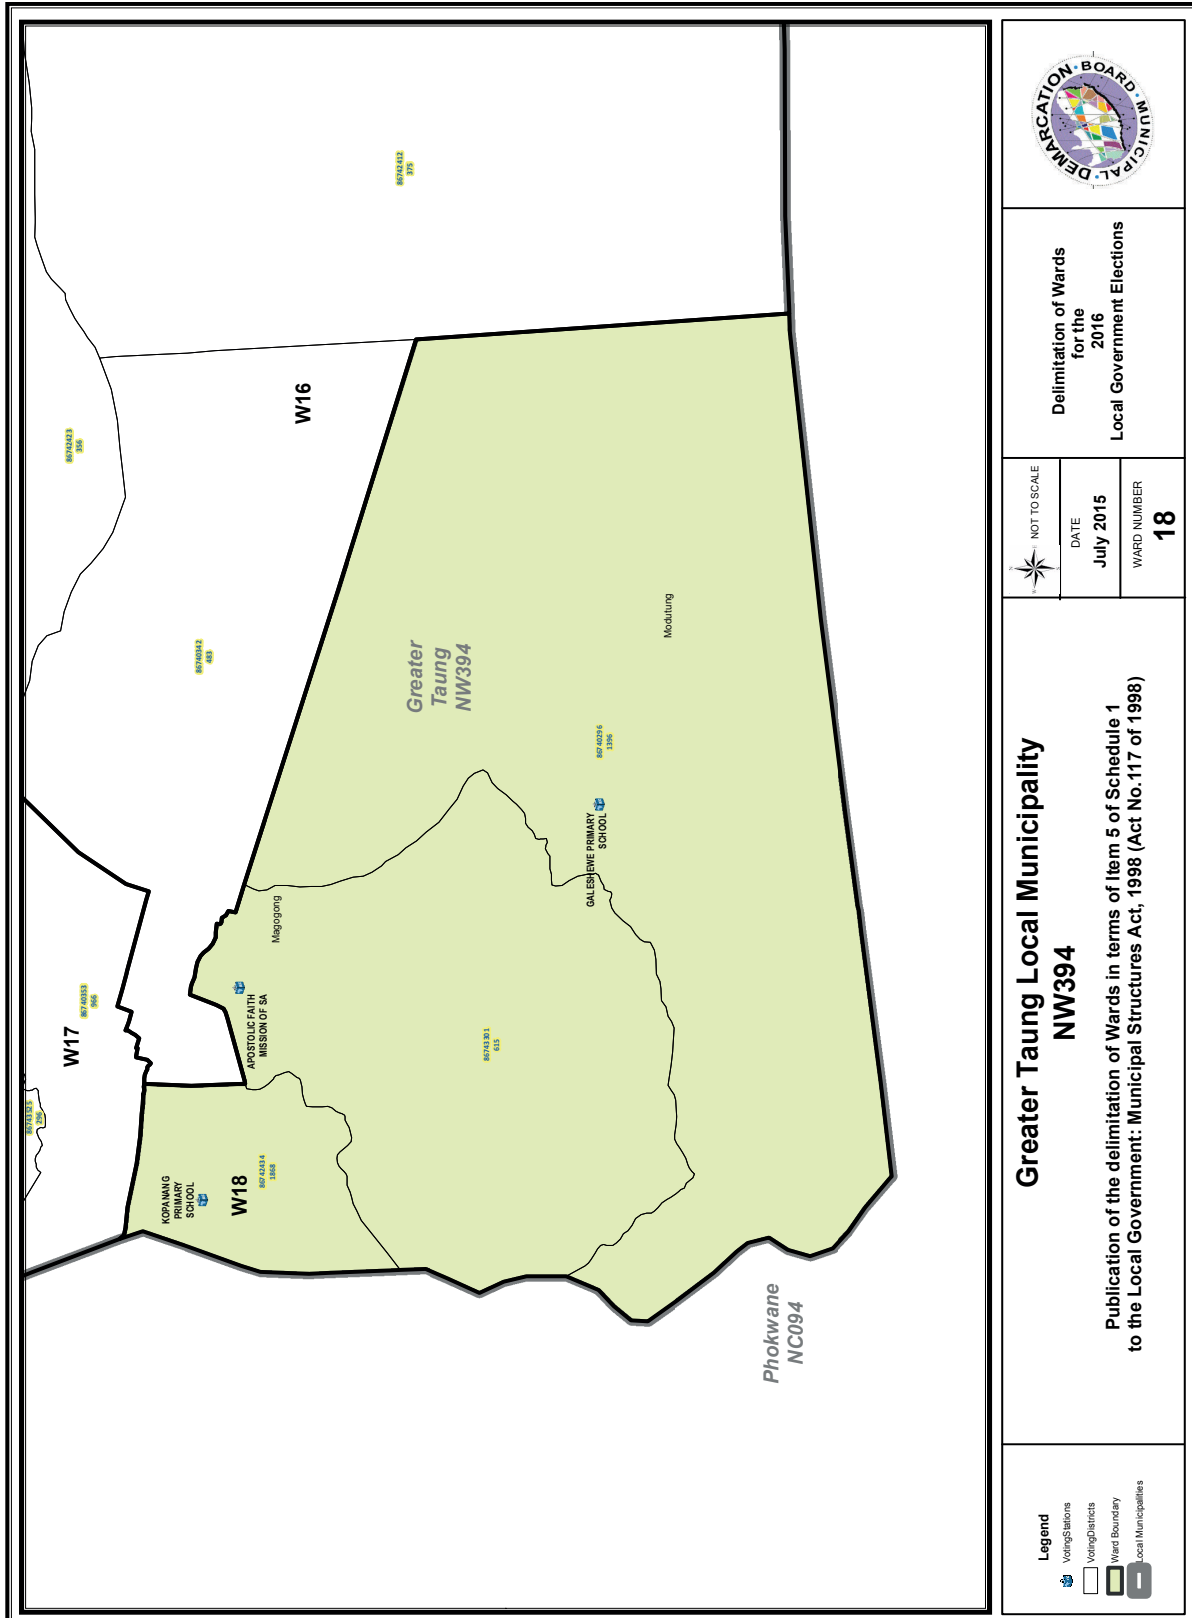 86743525
296
W17
86740353
966
86740342
483
86742423
356
W16
86742412
375
KOPANANG
PRIMARY
SCHOOL
W18
86742434
1868
APOSTOLIC FAITH
MISSION OF SA
Magogong
Greater
Taung
NW394
86743301
615
GALESHEWE PRIMARY
SCHOOL
86740296
1396
Modutung
Phokwane
NC094
Legend
VotingStations
VotingDistricts
Ward Boundary
Local Municipalities
Greater Taung Local Municipality
NW394
Publication of the delimitation of Wards in terms of Item 5 of Schedule 1
to the Local Government: Municipal Structures Act, 1998 (Act No.117 of 1998)
N
W
E
S
NOT TO SCALE
DATE
July 2015
WARD NUMBER
18
Delimitation of Wards
for the
2016
Local Government Elections
MUNICIPAL • DEMARCATION • BOARD •